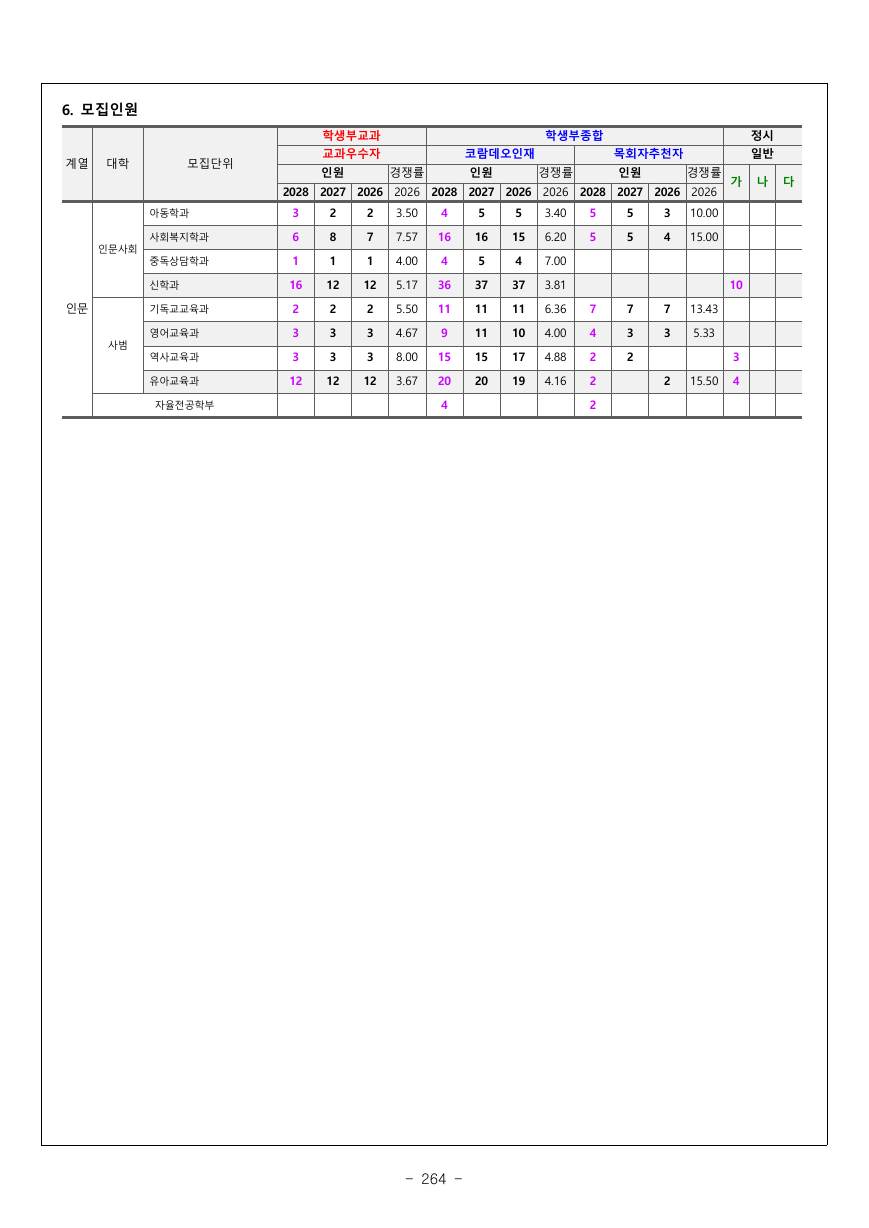 6. 모집인원
계열 대학 모집단위 학생부교과 학생부종합 정시
교과우수자 코람데오인재 목회자추천자 일반
인원 경쟁률 인원 경쟁률 인원 경쟁률 가 나 다
2028 2027 2026 2026 2028 2027 2026 2026 2028 2027 2026 2026
인문 인문사회 아동학과 3 2 2 3.50 4 5 5 3.40 5 5 3 10.00
사회복지학과 6 8 7 7.57 16 16 15 6.20 5 5 4 15.00
중독상담학과 1 1 1 4.00 4 5 4 7.00
신학과 16 12 12 5.17 36 37 37 3.81 10
사범 기독교교육과 2 2 2 5.50 11 11 11 6.36 7 7 7 13.43
영어교육과 3 3 3 4.67 9 11 10 4.00 4 3 3 5.33
역사교육과 3 3 3 8.00 15 15 17 4.88 2 2 3
유아교육과 12 12 12 3.67 20 20 19 4.16 2 2 15.50 4
자율전공학부 4 2
- 264 -